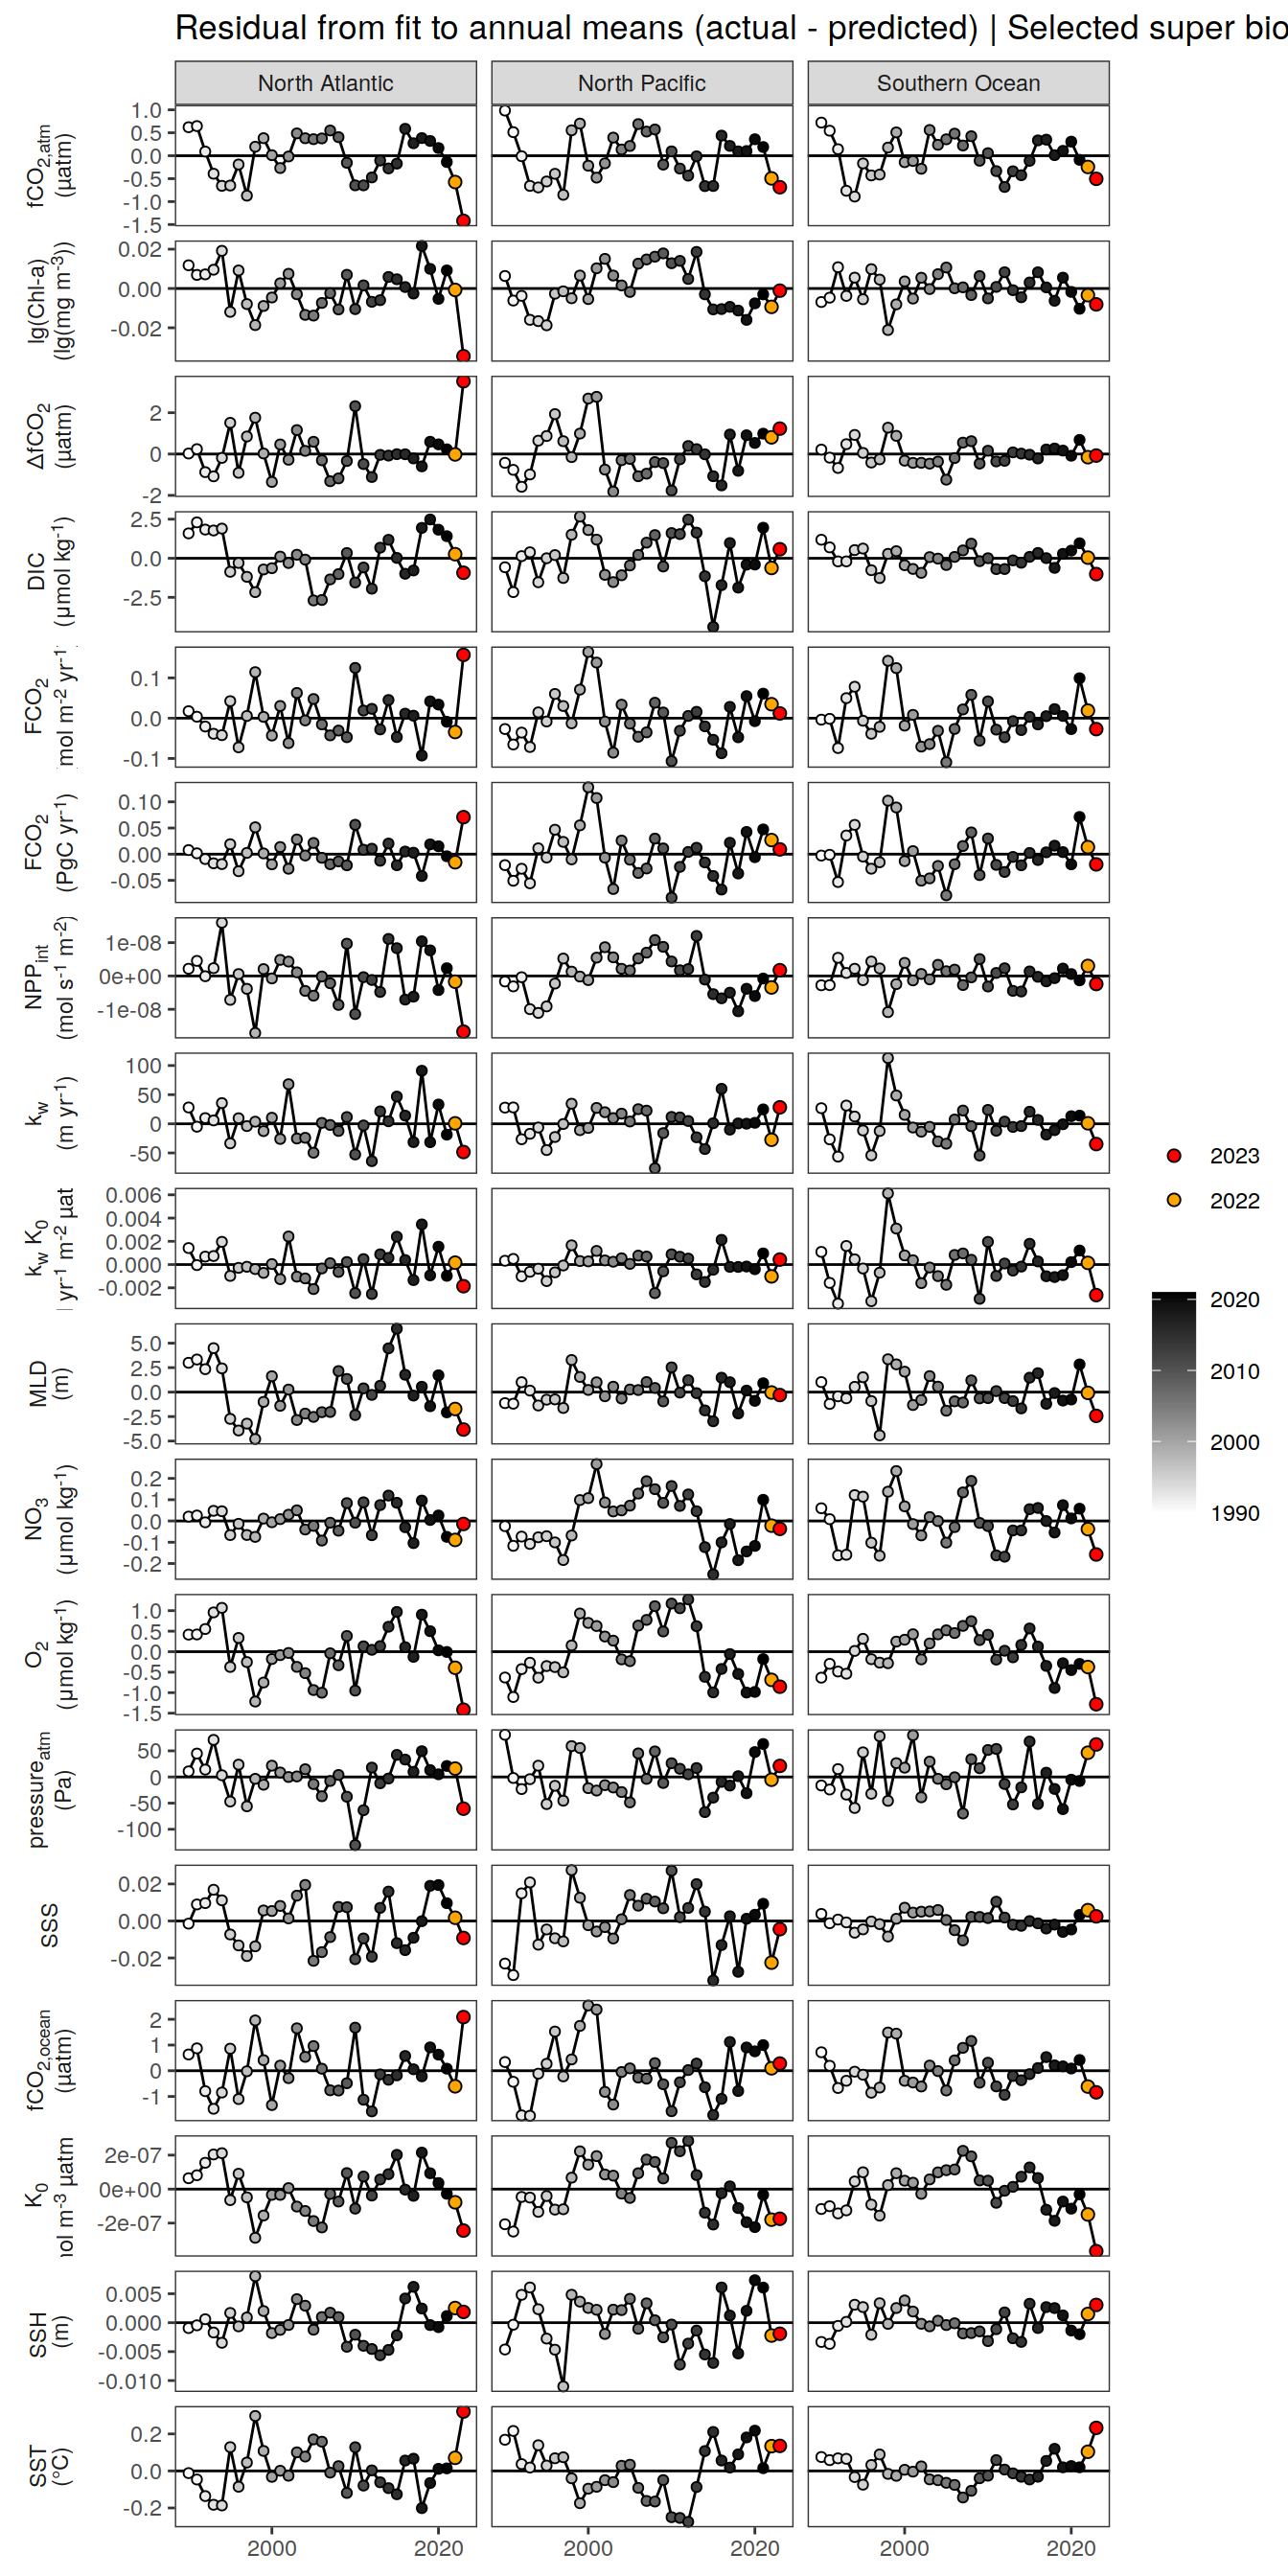 Residual from fit to annual means (actual - predicted) | Selected super bio
North Atlantic
North Pacific
Southern Ocean
fCO2,atm
(µatm)
1.0
0.5
0.0
-0.5
-1.0
-1.5
lg(Chl-a)
(lg(mg m-3))
0.02
0.00
-0.02
ΔfCO2
(µatm)
2
0
-2
DIC
(µmol kg-1)
2.5
0.0
-2.5
FCO2
mol m-2 yr-1
0.1
0.0
-0.1
FCO2
(PgC yr-1)
0.10
0.05
0.00
-0.05
NPPint
(mol s-1 m-2)
1e-08
0e+00
-1e-08
kw
(m yr-1)
100
50
0
-50
kw K0
yr-1 m-2 µat
0.006
0.004
0.002
0.000
-0.002
MLD
(m)
5.0
2.5
0.0
-2.5
-5.0
NO3
(µmol kg-1)
0.2
0.1
0.0
-0.1
-0.2
O2
(µmol kg-1)
1.0
0.5
0.0
-0.5
-1.0
-1.5
pressureatm
(Pa)
50
0
-50
-100
SSS
0.02
0.00
-0.02
fCO2,ocean
(µatm)
2
1
0
-1
K0
ol m-3 µatm
2e-07
0e+00
-2e-07
SSH
(m)
0.005
0.000
-0.005
-0.010
SST
(°C)
0.2
0.0
-0.2
2000
2020
2000
2020
2000
2020
2023
2022
2020
2010
2000
1990